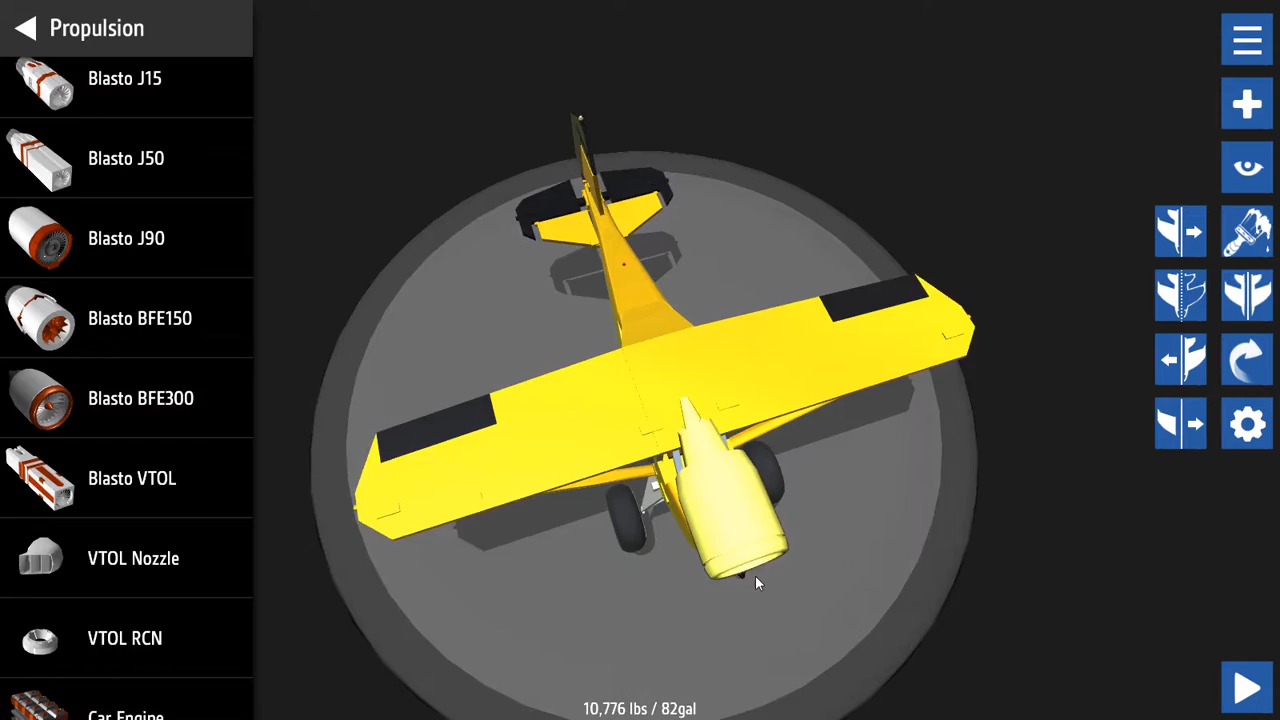 Propulsion
Blasto J15
Blasto J50
Blasto J90
Blasto BFE150
Blasto BFE300
Blasto VTOL
VTOL Nozzle
VTOL RCN
Car Engine
10,776 lbs / 82gal